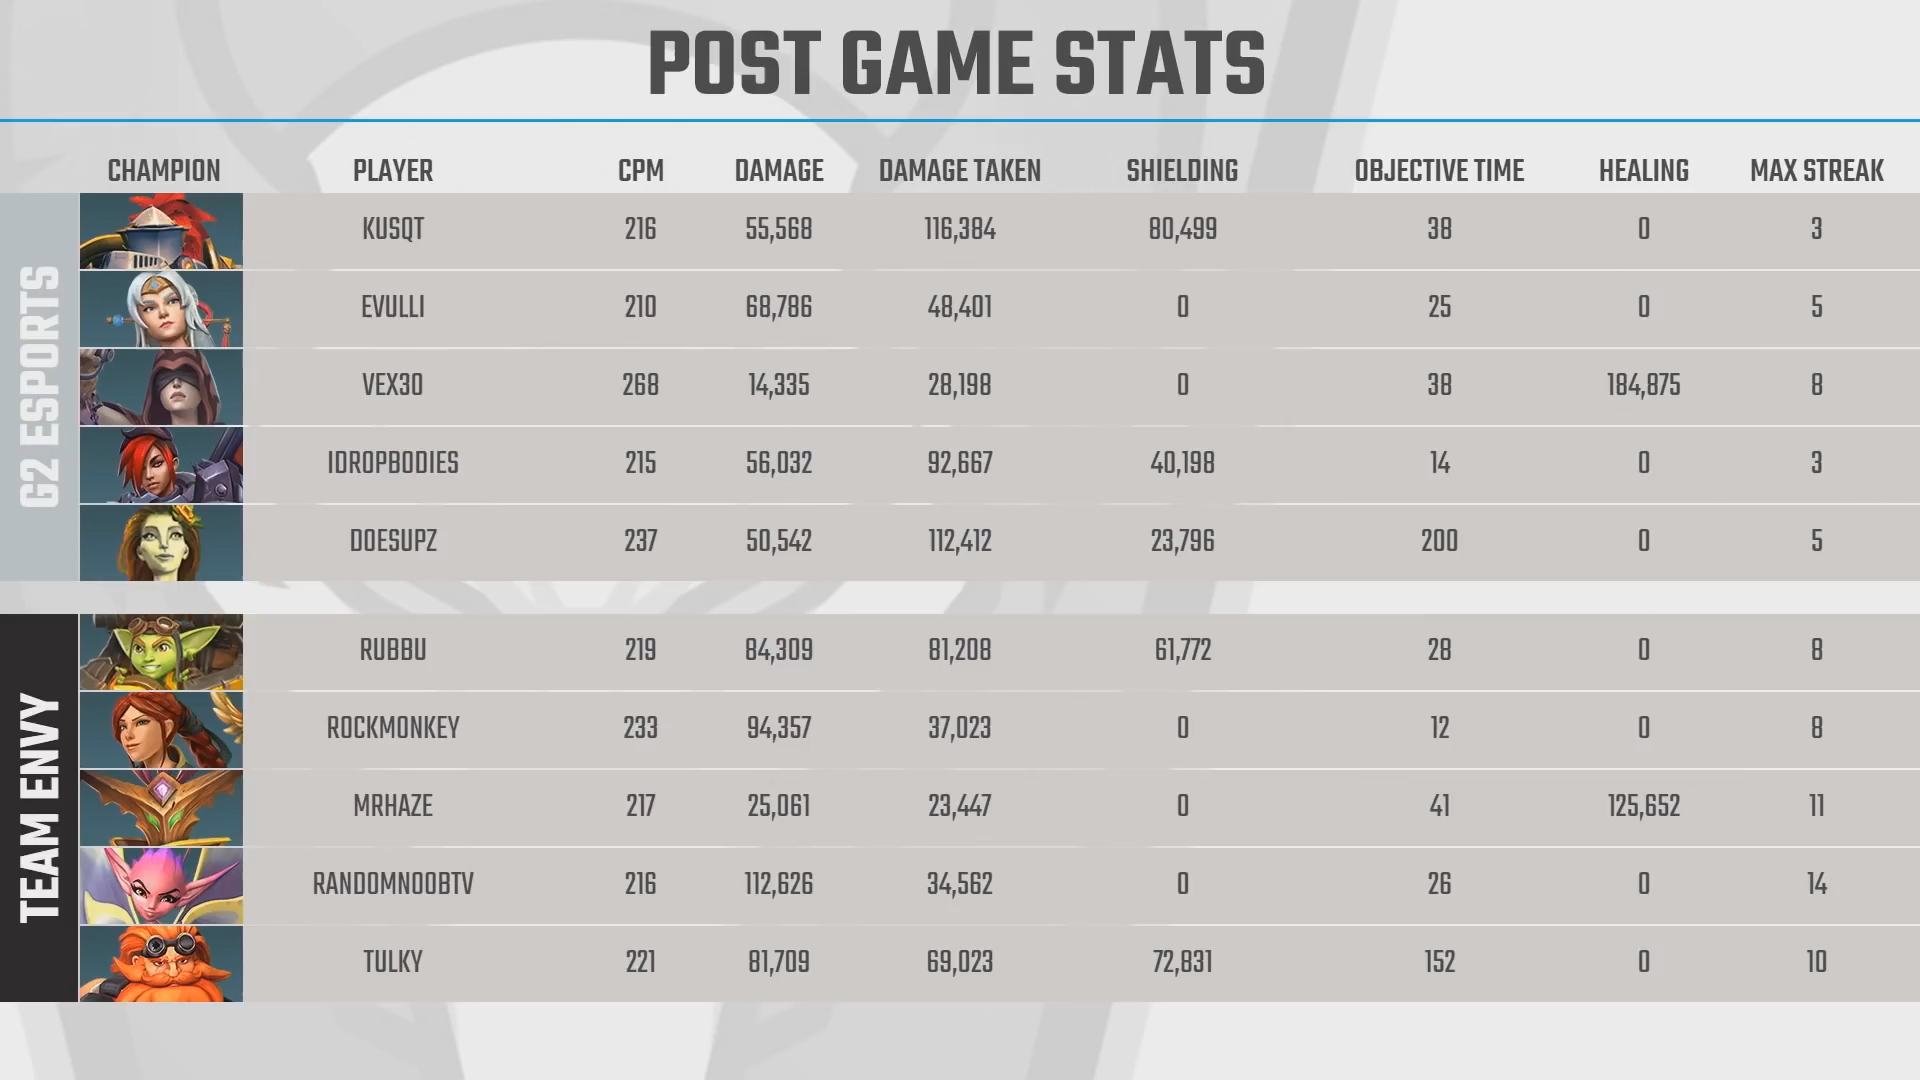 POST GAME STATS
CHAMPION PLAYER CPM DAMAGE DAMAGE TAKEN SHIELDING OBJECTIVE TIME HEALING MAX STREAK
G2 ESPORTS
KUSQT 216 55,568 116,384 80,499 38 0 3
EVULLI 210 68,786 48,401 0 25 0 5
VEX30 268 14,335 28,198 0 38 184,875 8
IDROPBODIES 215 56,032 92,667 40,198 14 0 3
DOESUPZ 237 50,542 112,412 23,796 200 0 5
TEAM ENVY
RUBBU 219 84,309 81,208 61,772 28 0 8
ROCKMONKEY 233 94,357 37,023 0 12 0 8
MRHAZE 217 25,061 23,447 0 41 125,652 11
RANDOMNOOBTV 216 112,626 34,562 0 26 0 14
TULKY 221 81,709 69,023 72,831 152 0 10